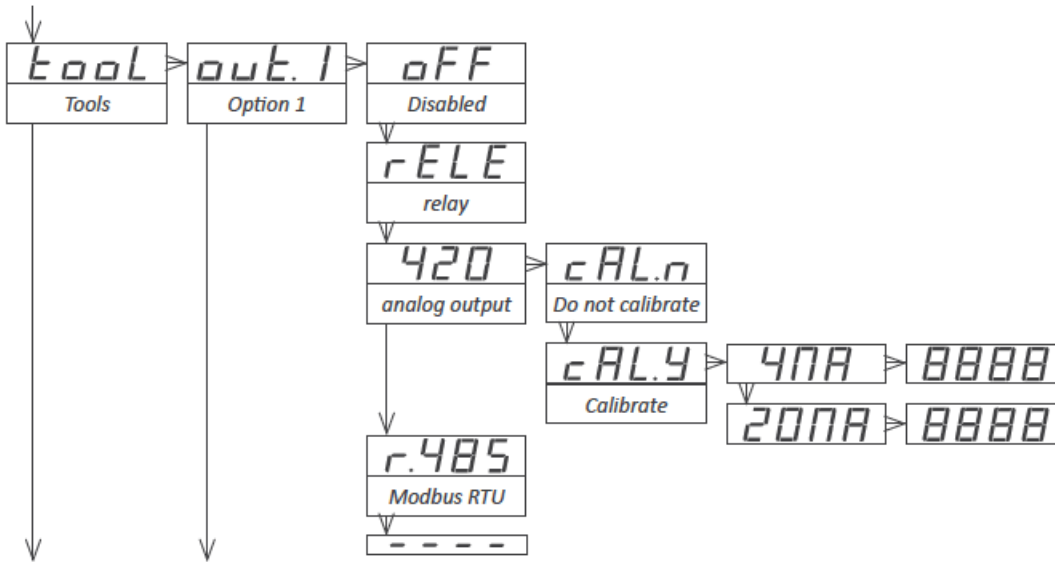 tooL
Tools
out.1
Option 1
oFF
Disabled
rELE
relay
420
analog output
cAL.n
Do not calibrate
cAL.y
Calibrate
4mA
8888
20mA
8888
r.485
Modbus RTU
----